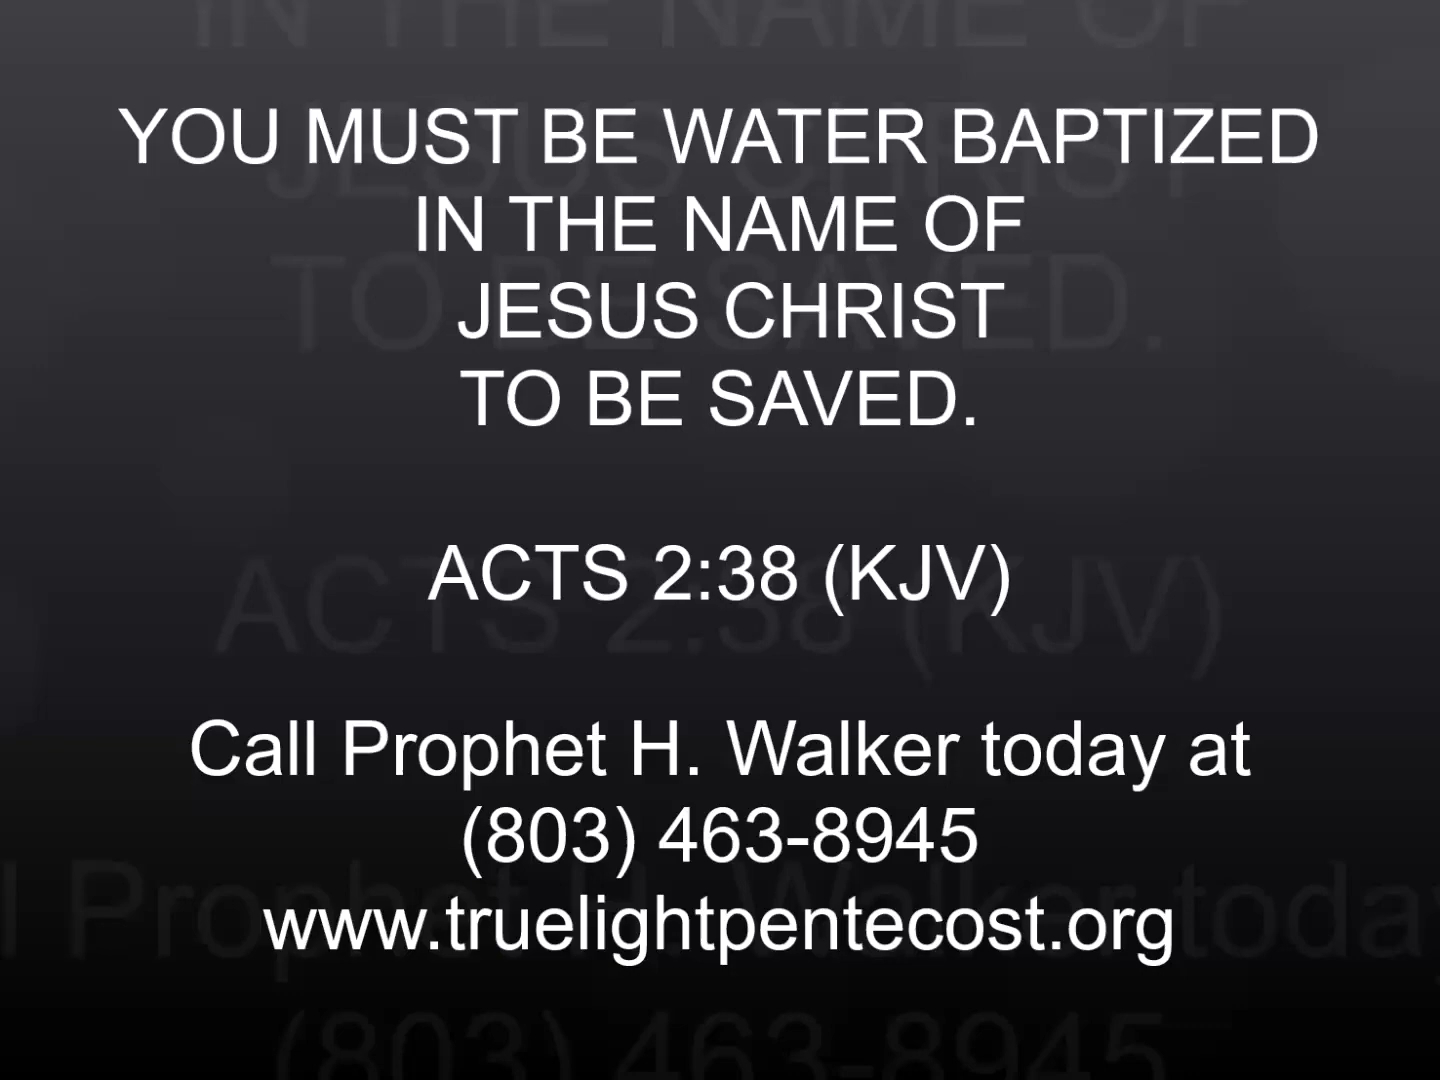 YOU MUST BE WATER BAPTIZED
IN THE NAME OF
JESUS CHRIST
TO BE SAVED.
ACTS 2:38 (KJV)
Call Prophet H. Walker today at
(803) 463-8945
www.truelightpentecost.org